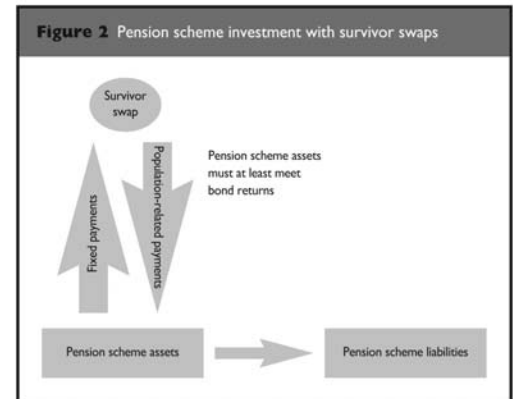 Figure 2 Pension scheme investment with survivor swaps
Survivor
swap
Fixed payments
Population-related payments
Pension scheme assets
must at least meet
bond returns
Pension scheme assets
Pension scheme liabilities